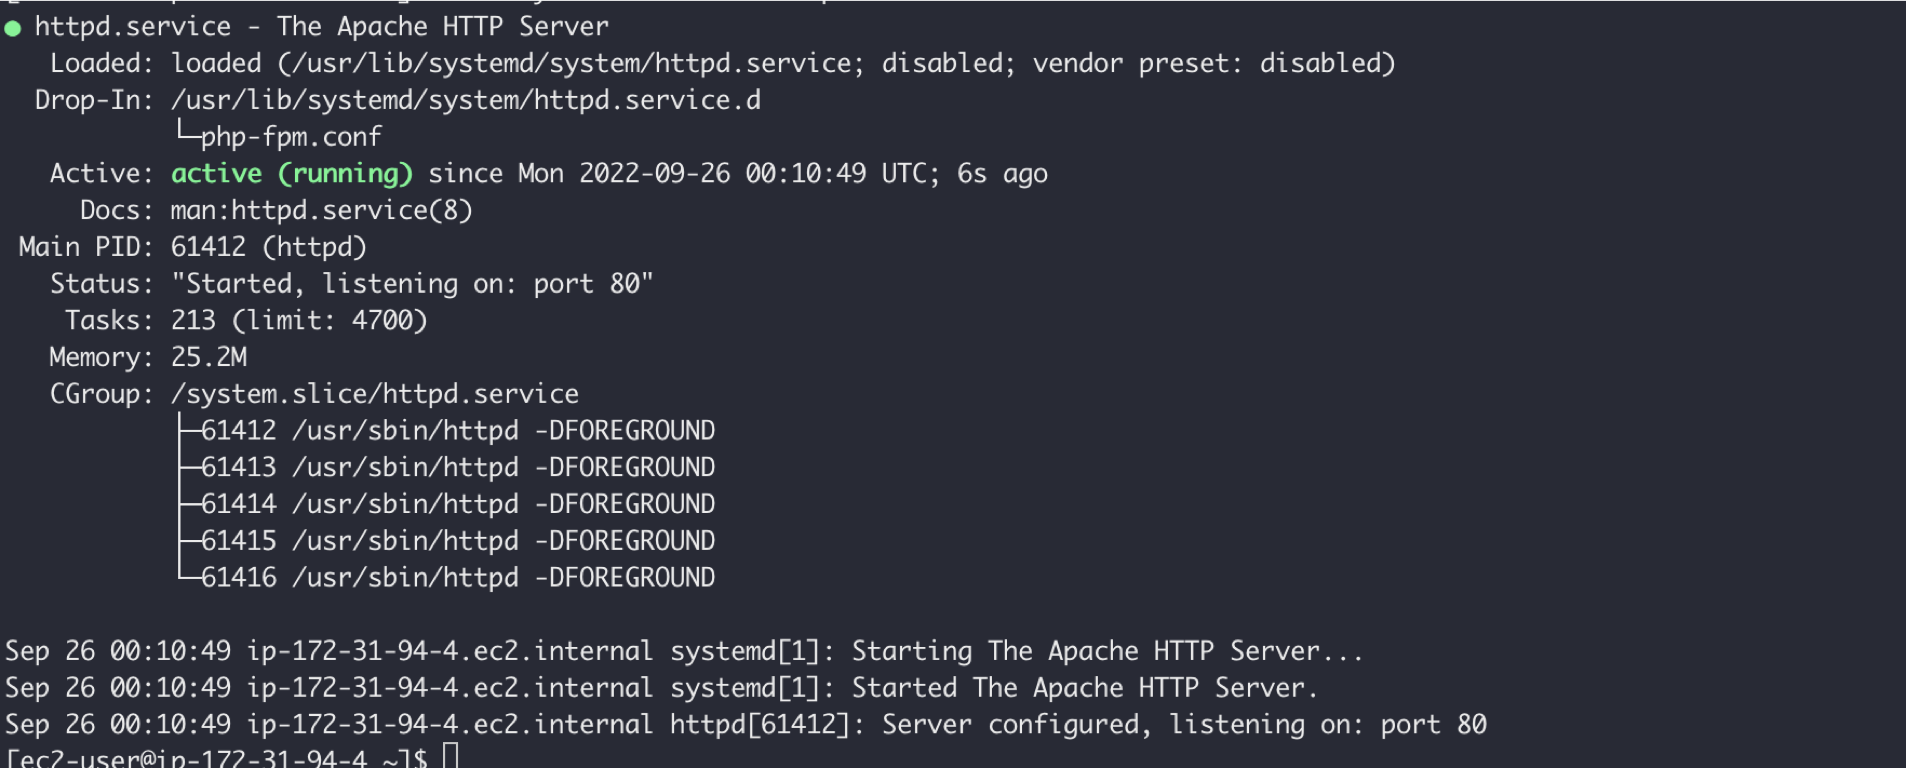 ● httpd.service - The Apache HTTP Server
   Loaded: loaded (/usr/lib/systemd/system/httpd.service; disabled; vendor preset: disabled)
  Drop-In: /usr/lib/systemd/system/httpd.service.d
           └─php-fpm.conf
   Active: active (running) since Mon 2022-09-26 00:10:49 UTC; 6s ago
     Docs: man:httpd.service(8)
 Main PID: 61412 (httpd)
   Status: "Started, listening on: port 80"
    Tasks: 213 (limit: 4700)
   Memory: 25.2M
   CGroup: /system.slice/httpd.service
           ├─61412 /usr/sbin/httpd -DFOREGROUND
           ├─61413 /usr/sbin/httpd -DFOREGROUND
           ├─61414 /usr/sbin/httpd -DFOREGROUND
           ├─61415 /usr/sbin/httpd -DFOREGROUND
           └─61416 /usr/sbin/httpd -DFOREGROUND

Sep 26 00:10:49 ip-172-31-94-4.ec2.internal systemd[1]: Starting The Apache HTTP Server...
Sep 26 00:10:49 ip-172-31-94-4.ec2.internal systemd[1]: Started The Apache HTTP Server.
Sep 26 00:10:49 ip-172-31-94-4.ec2.internal httpd[61412]: Server configured, listening on: port 80
[ec2-user@ip-172-31-94-4 ~]$